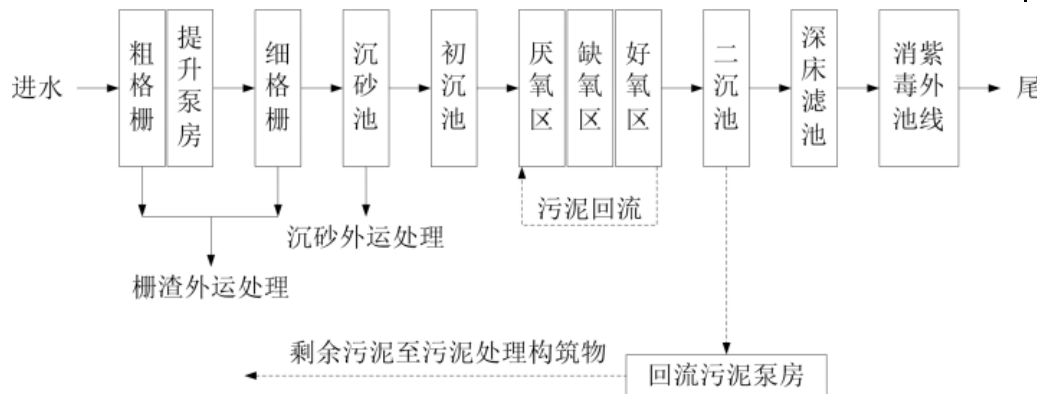 进水
粗格栅
提升泵房
细格栅
沉砂池
初沉池
厌氧区
缺氧区
好氧区
二沉池
深床滤池
紫外线
消毒池
尾
污泥回流
沉砂外运处理
栅渣外运处理
剩余污泥至污泥处理构筑物
回流污泥泵房